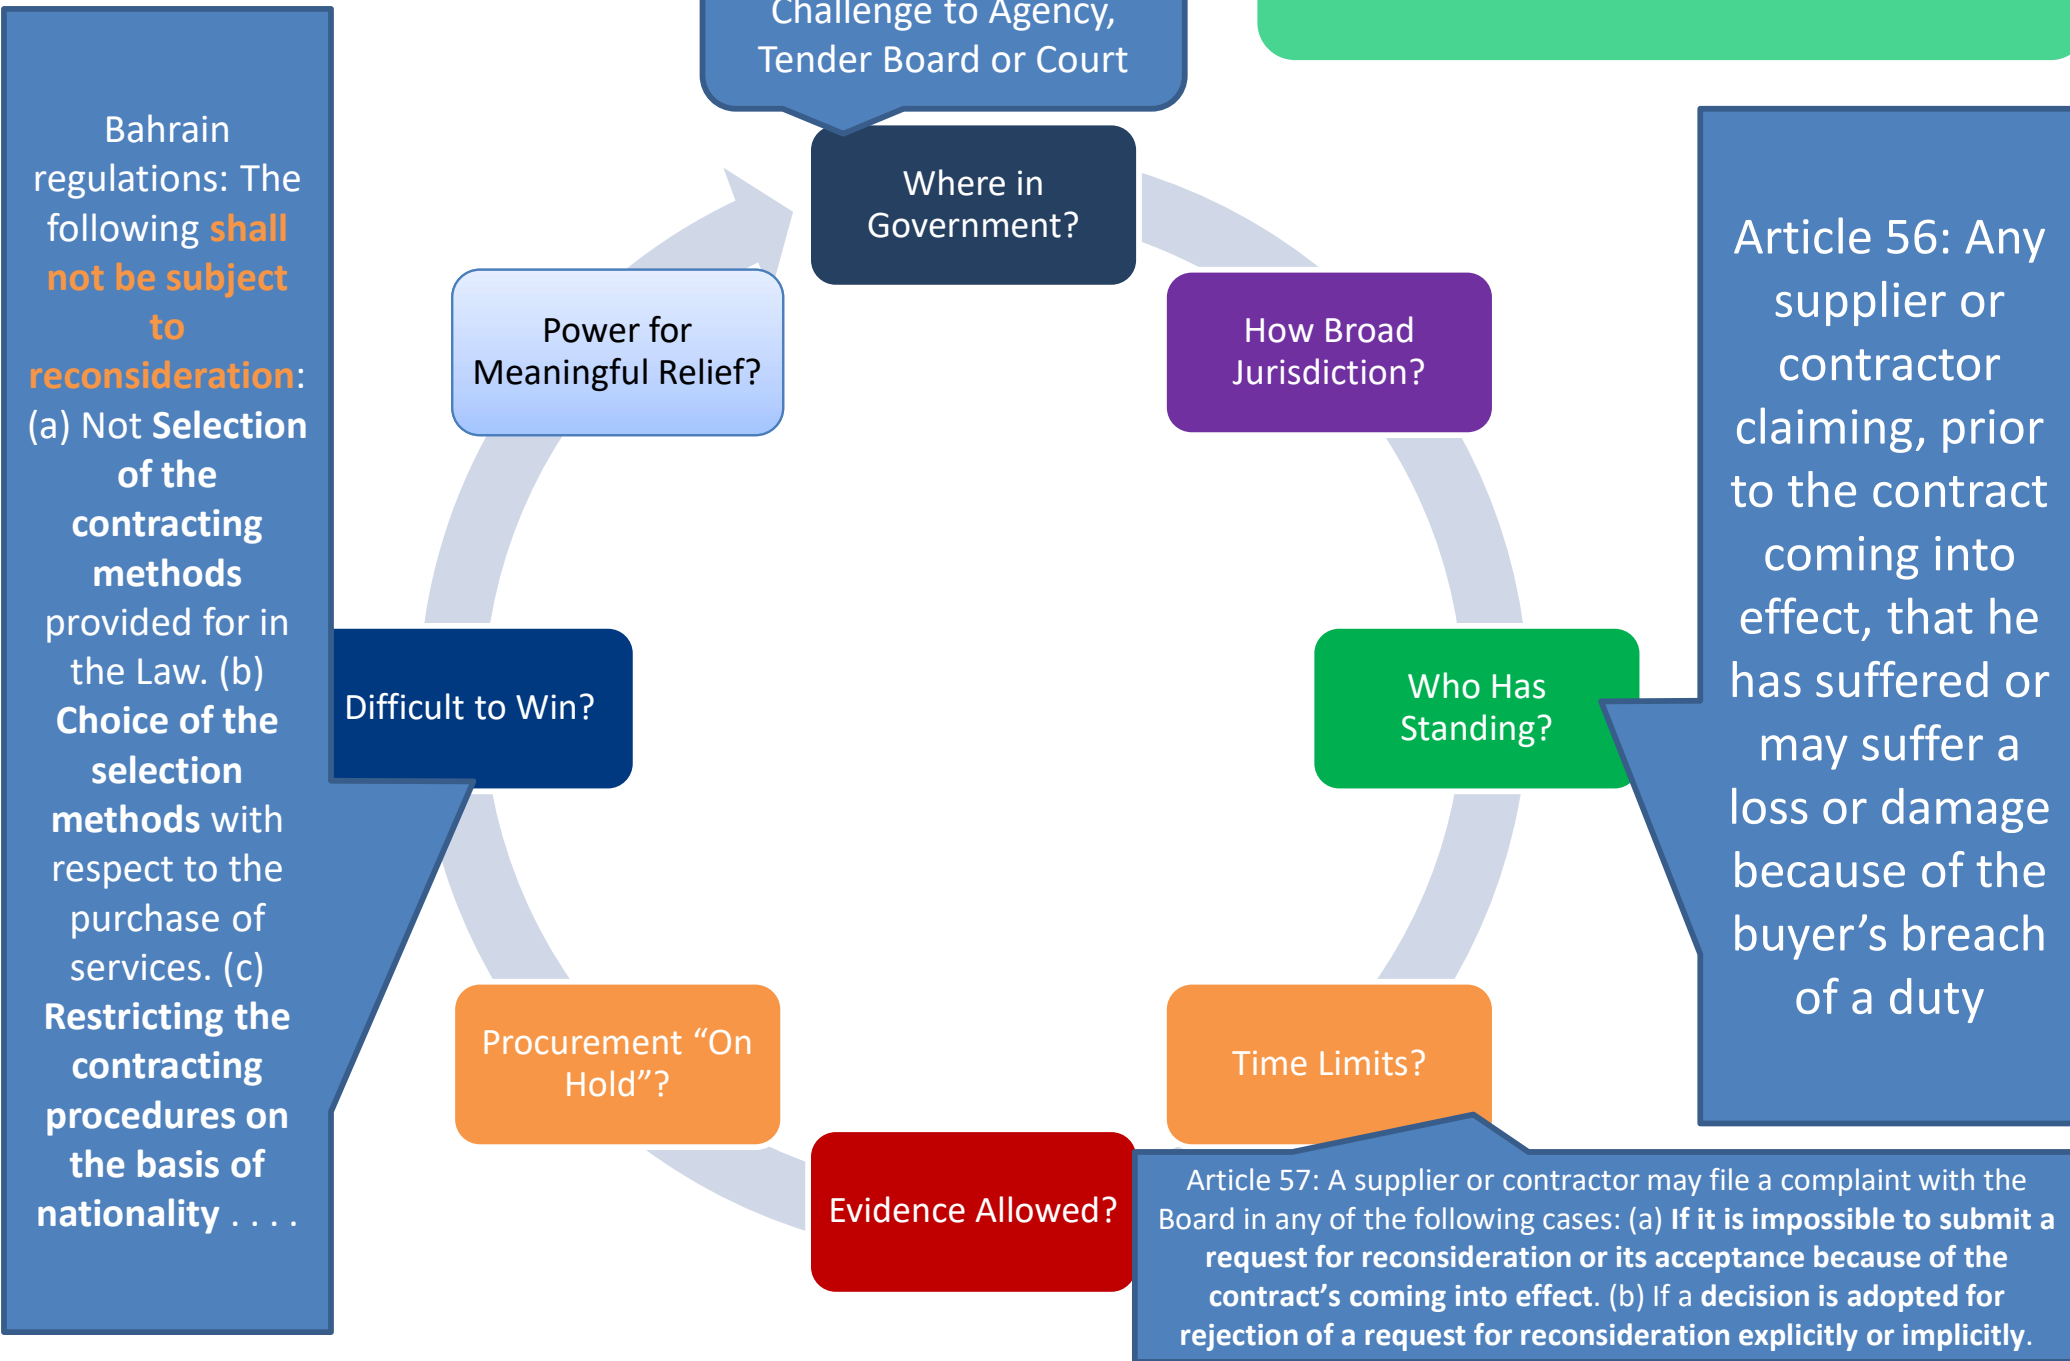 Challenge to Agency,
Tender Board or Court
Bahrain
regulations: The
following shall
not be subject
to
reconsideration:
(a) Not Selection
of the
contracting
methods
provided for in
the Law. (b)
Choice of the
selection
methods with
respect to the
purchase of
services. (c)
Restricting the
contracting
procedures on
the basis of
nationality . . . .
Where in
Government?
How Broad
Jurisdiction?
Who Has
Standing?
Time Limits?
Evidence Allowed?
Procurement “On
Hold”?
Difficult to Win?
Power for
Meaningful Relief?
Article 56: Any
supplier or
contractor
claiming, prior
to the contract
coming into
effect, that he
has suffered or
may suffer a
loss or damage
because of the
buyer’s breach
of a duty
Article 57: A supplier or contractor may file a complaint with the
Board in any of the following cases: (a) If it is impossible to submit a
request for reconsideration or its acceptance because of the
contract's coming into effect. (b) If a decision is adopted for
rejection of a request for reconsideration explicitly or implicitly.